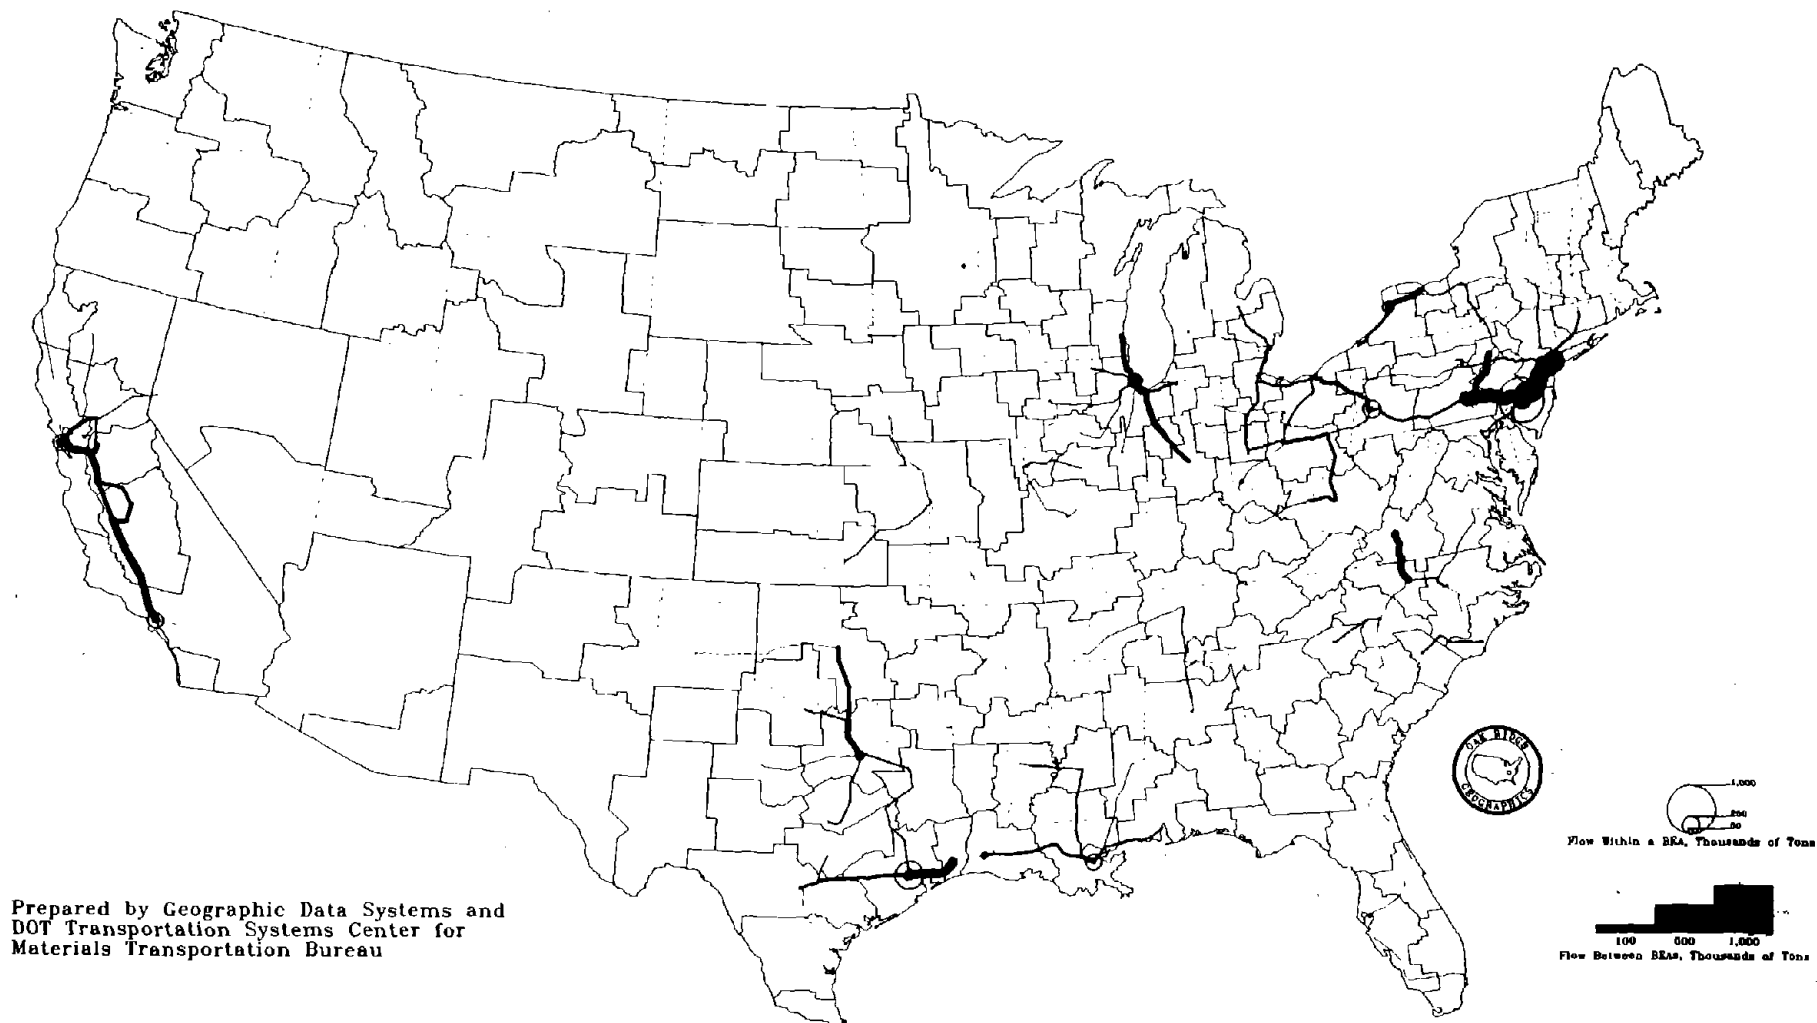 OAK RIDGE
GEOGRAPHICS
1,000
Flow Within a BEA, Thousands of Tons
Prepared by Geographic Data Systems and
DOT Transportation Systems Center for
Materials Transportation Bureau
100 1,000
Flow Between BEAs, Thousands of Tons